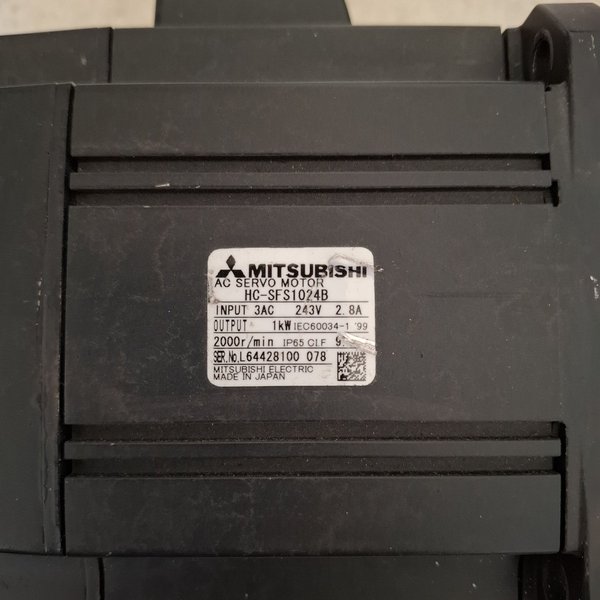 MITSUBISHI
AC SERVO MOTOR
HC-SFS1024B
INPUT 3AC 243V 2.8A
OUTPUT 1kW IEC60034-1 '99
2000r/min IP65 Cl.F
SER.No.L64428100 078
MITSUBISHI ELECTRIC
MADE IN JAPAN